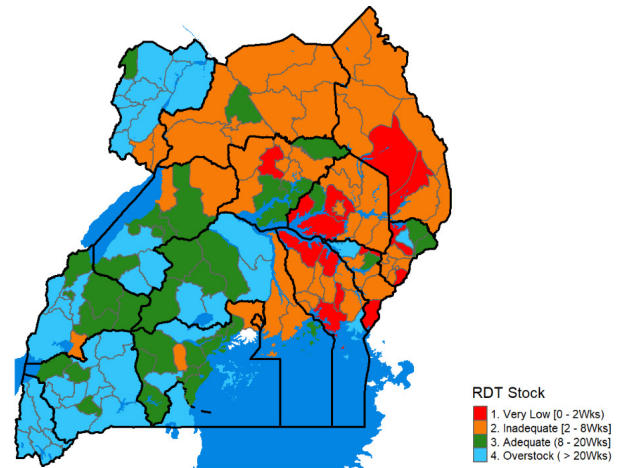 RDT Stock
1. Very Low [0 - 2Wks)
2. Inadequate [2 - 8Wks]
3. Adequate (8 - 20Wks]
4. Overstock ( > 20Wks)